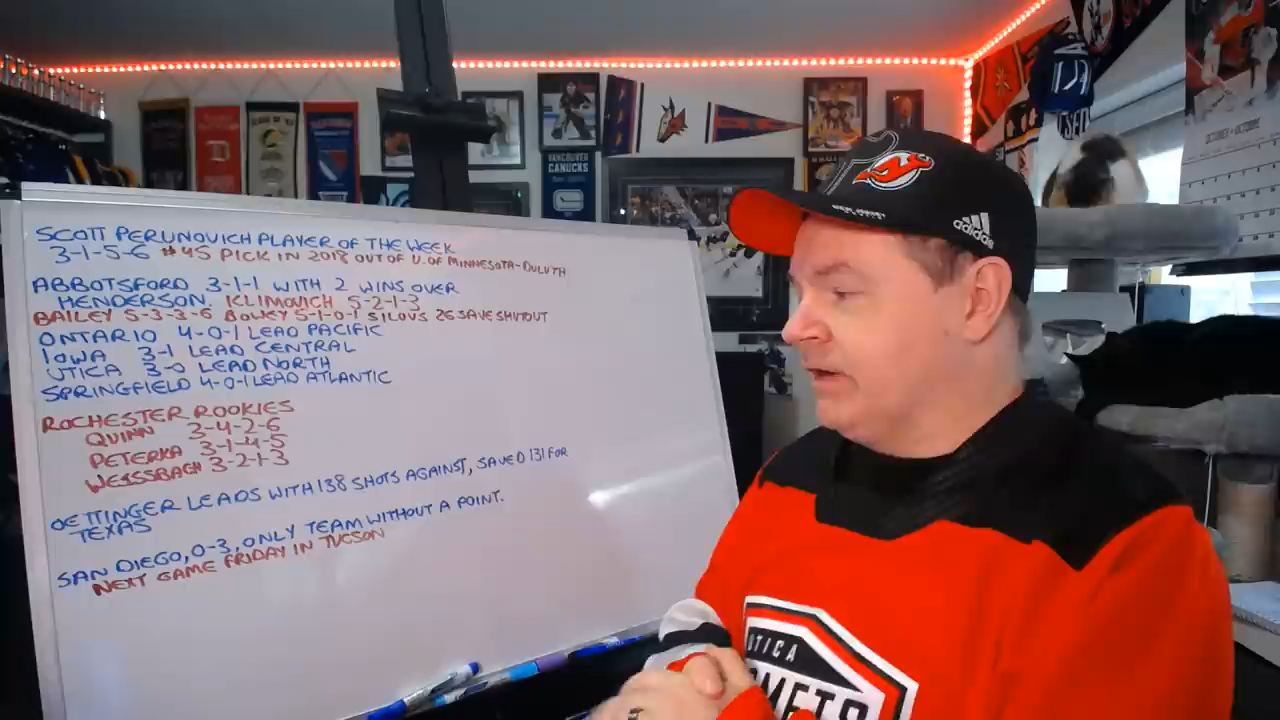 VANCOUVER
CANUCKS
OCTOBER • OCTOBRE
adidas
SCOTT PERUNOVICH PLAYER OF THE WEEK
3-1-5-6 #45 PICK IN 2018 OUT OF U. OF MINNESOTA-DULUTH
ABBOTSFORD 3-1-1 WITH 2 WINS OVER
HENDERSON. KLIMOVICH 5-2-1-3
BAILEY 5-3-3-6 BOWEY 5-1-0-1 SILOVS 26 SAVE SHUTOUT
ONTARIO 4-0-1 LEAD PACIFIC
IOWA 3-1 LEAD CENTRAL
UTICA 3-0 LEAD NORTH
SPRINGFIELD 4-0-1 LEAD ATLANTIC
ROCHESTER ROOKIES
QUINN 3-4-2-6
PETERKA 3-1-4-5
WEISSBACH 3-2-1-3
OETTINGER LEADS WITH 138 SHOTS AGAINST, SAVED 131 FOR
TEXAS
SAN DIEGO, 0-3, ONLY TEAM WITHOUT A POINT.
NEXT GAME FRIDAY IN TUCSON
UTICA